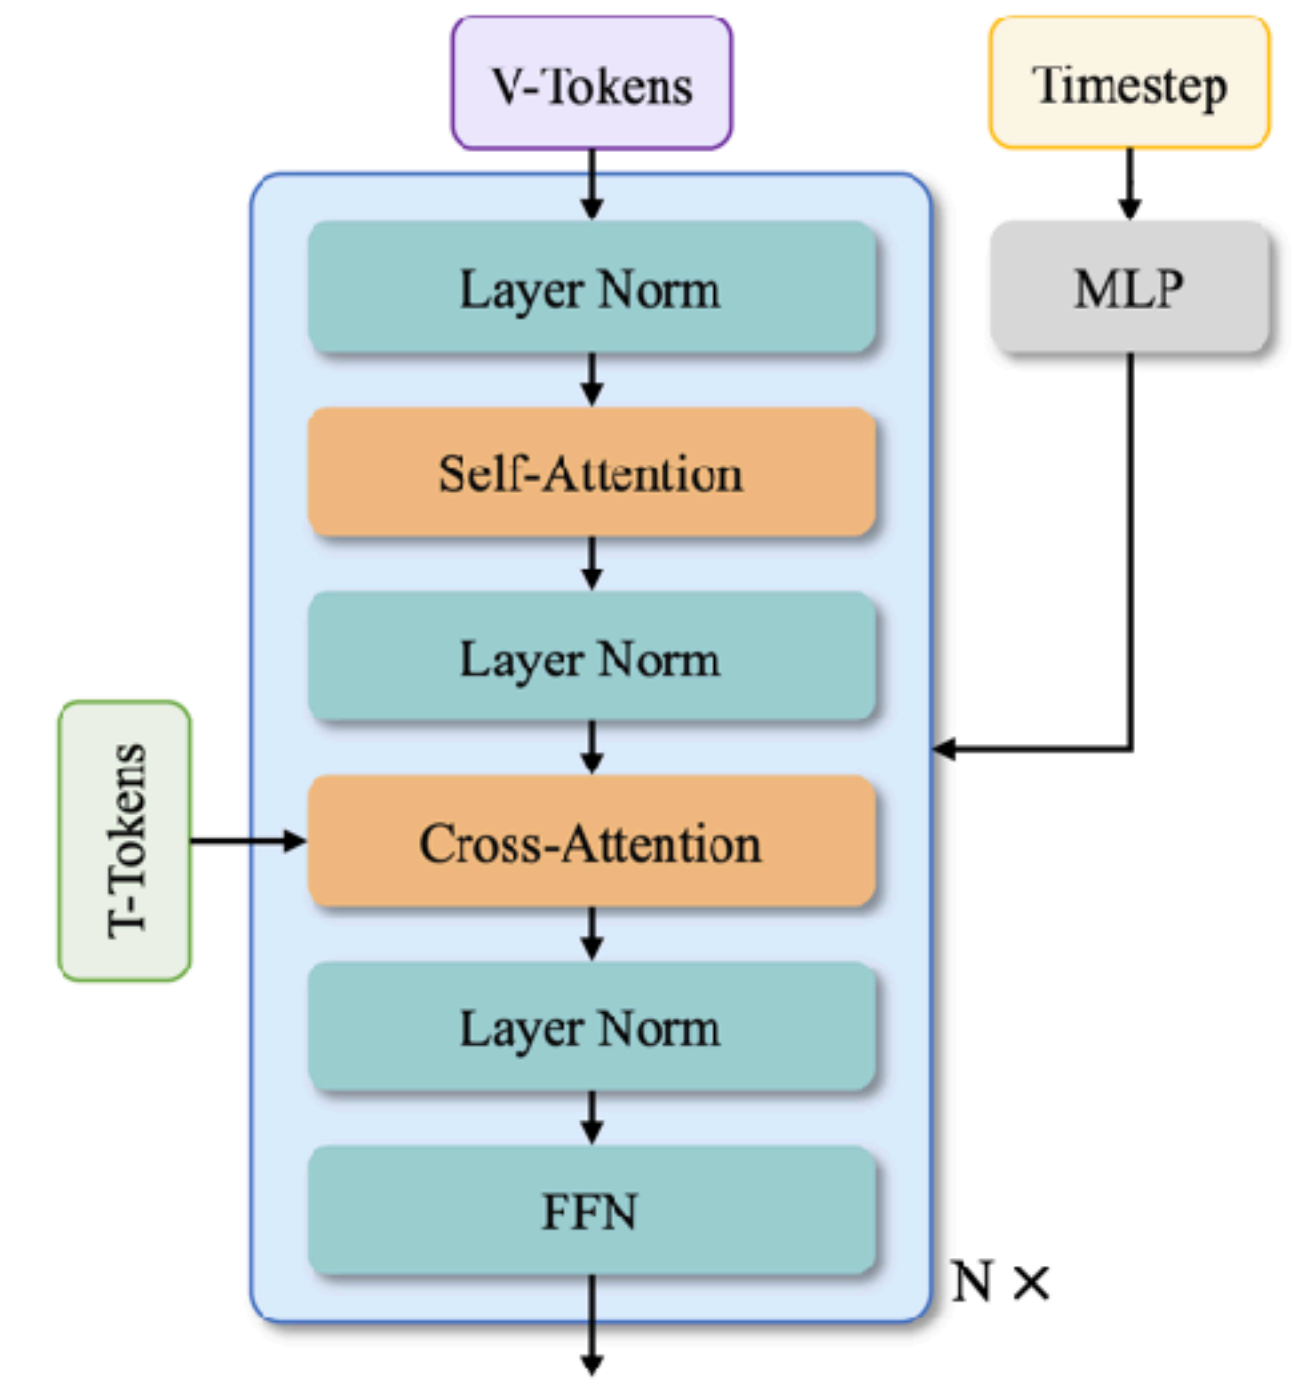 V-Tokens
Timestep
Layer Norm
MLP
Self-Attention
Layer Norm
T-Tokens
Cross-Attention
Layer Norm
FFN
N ×